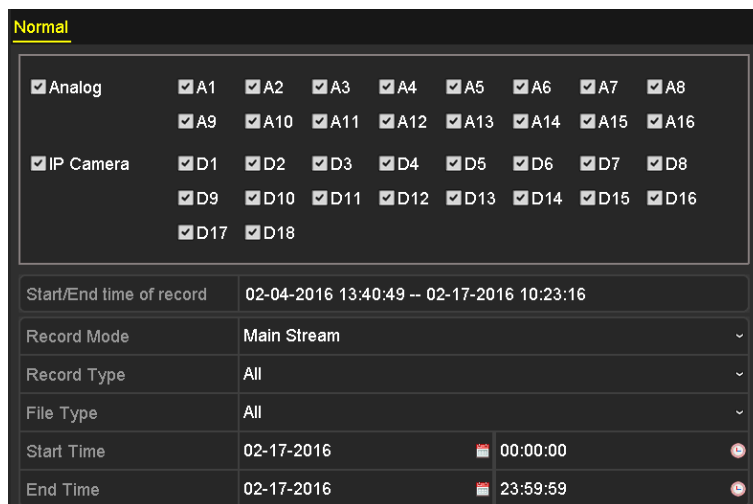 Normal
Analog A1 A2 A3 A4 A5 A6 A7 A8
A9 A10 A11 A12 A13 A14 A15 A16
IP Camera D1 D2 D3 D4 D5 D6 D7 D8
D9 D10 D11 D12 D13 D14 D15 D16
D17 D18
Start/End time of record 02-04-2016 13:40:49 -- 02-17-2016 10:23:16
Record Mode Main Stream
Record Type All
File Type All
Start Time 02-17-2016 00:00:00
End Time 02-17-2016 23:59:59